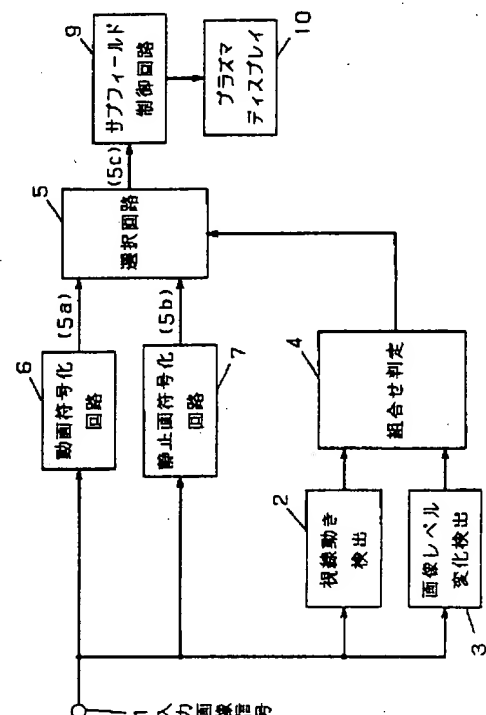 1 入力画像信号
6
動画符号化
回路
(5a)
静止画符号化
回路
7
(5b)
5
選択回路
(5c)
9
サブフィールド
制御回路
プラズマ
ディスプレイ
10
2
視線動き
検出
画像レベル
変化検出
3
4
組合せ判定